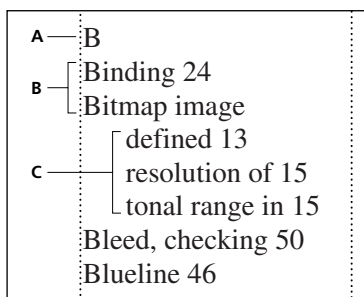 A B
Binding 24
B
Bitmap image
defined 13
C resolution of 15
tonal range in 15
Bleed, checking 50
Blueline 46